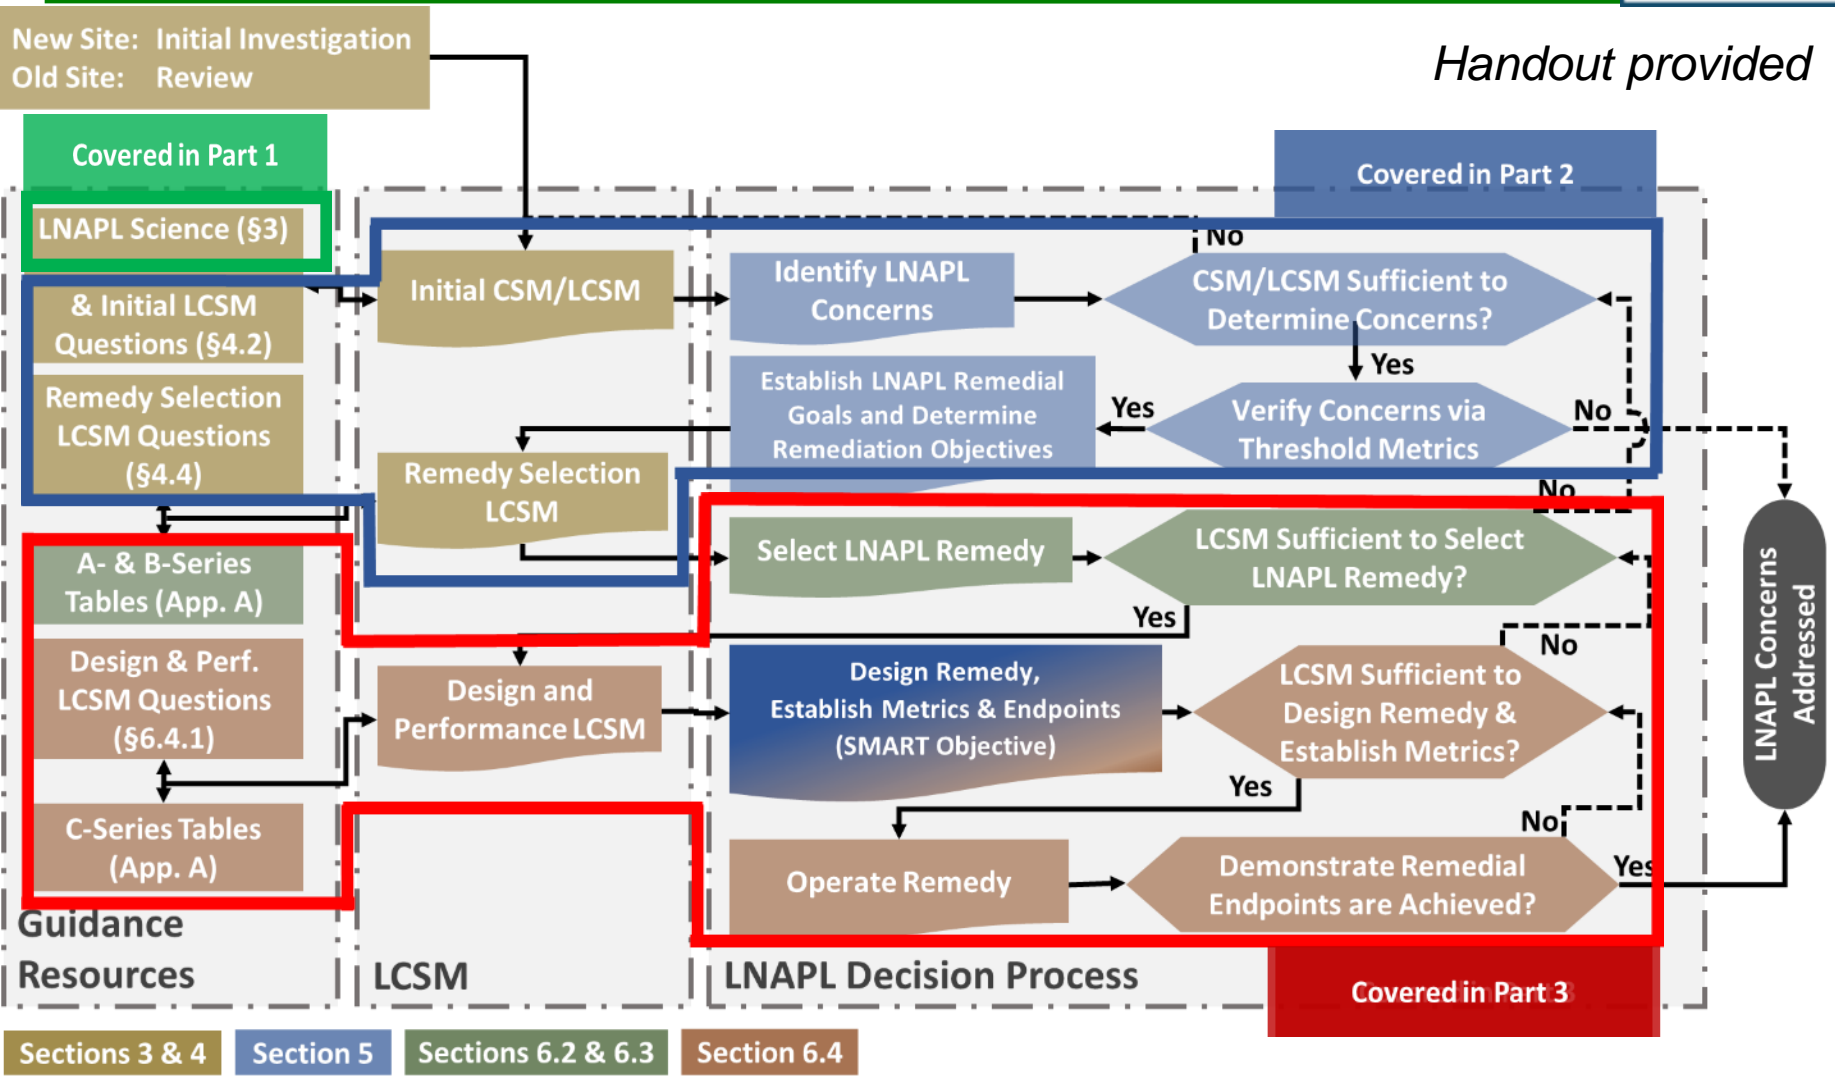 New Site: Initial Investigation
Old Site: Review
Handout provided
Covered in Part 1
Covered in Part 2
LNAPL Science (§3)
& Initial LCSM
Questions (§4.2)
Remedy Selection
LCSM Questions
(§4.4)
A- & B-Series
Tables (App. A)
Design & Perf.
LCSM Questions
(§6.4.1)
C-Series Tables
(App. A)
Guidance
Resources
Initial CSM/LCSM
Remedy Selection
LCSM
Design and
Performance LCSM
LCSM
Identify LNAPL
Concerns
No
CSM/LCSM Sufficient to
Determine Concerns?
Yes
Establish LNAPL Remedial
Goals and Determine
Remediation Objectives
Yes
Verify Concerns via
Threshold Metrics
No
No
Select LNAPL Remedy
LCSM Sufficient to Select
LNAPL Remedy?
Yes
No
Design Remedy,
Establish Metrics & Endpoints
(SMART Objective)
LCSM Sufficient to
Design Remedy &
Establish Metrics?
Yes
No
Operate Remedy
Demonstrate Remedial
Endpoints are Achieved?
Yes
LNAPL Concerns
Addressed
LNAPL Decision Process
Covered in Part 3
Sections 3 & 4
Section 5
Sections 6.2 & 6.3
Section 6.4